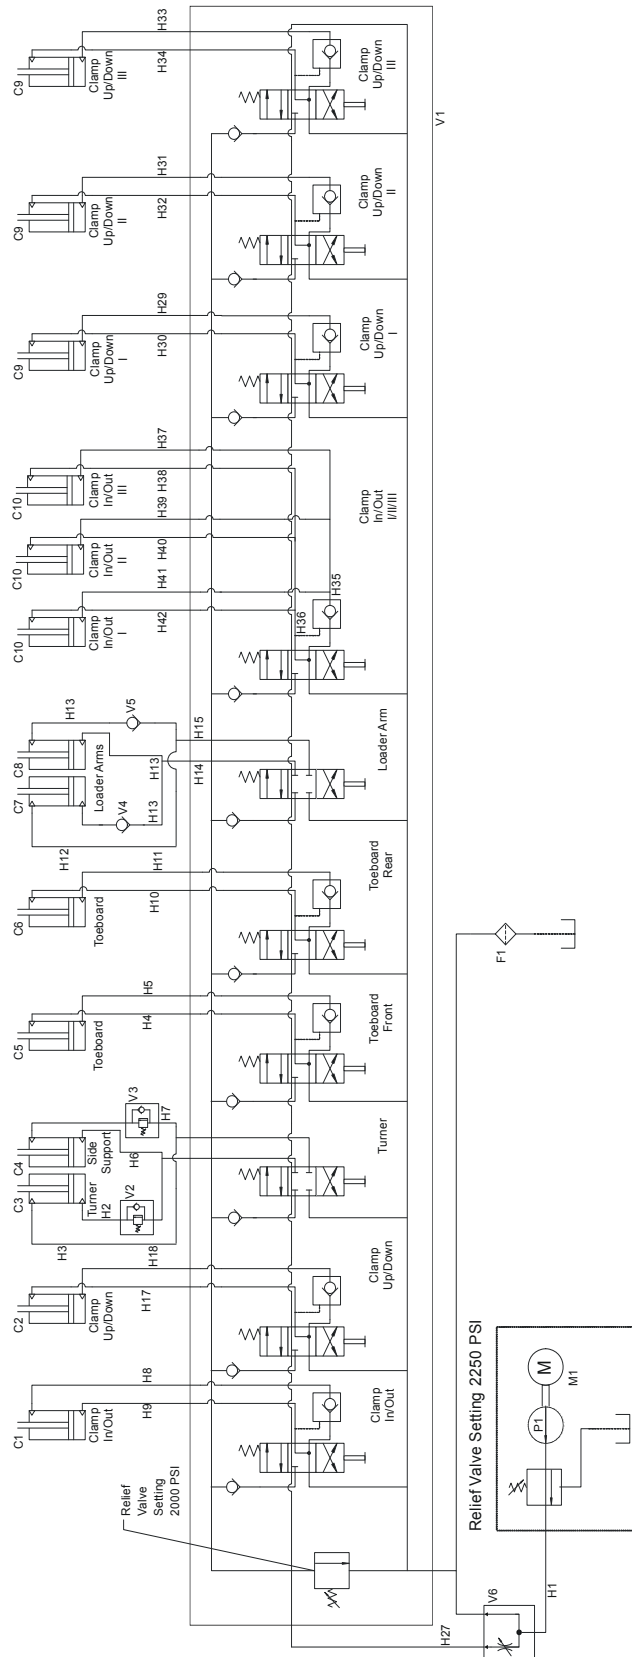 H33
H34
C9
Clamp
Up/Down
III
Clamp
Up/Down
III
V1
H31
H32
C9
Clamp
Up/Down
II
Clamp
Up/Down
II
H29
H30
C9
Clamp
Up/Down
I
Clamp
Up/Down
I
H37
H38
C10
Clamp
In/Out
III
H39
H40
C10
Clamp
In/Out
II
Clamp
In/Out
I/II/III
H41
H42
C10
Clamp
In/Out
I
H35
H36
H13
V5
C8
C7
Loader Arms
H13
V4
H13
H15
H14
Loader Arm
H12
H11
H10
C6
Toeboard
Toeboard
Rear
H5
H4
C5
Toeboard
Toeboard
Front
V3
H7
C4
Side
Support
H6
C3
Turner
V2
H2
Turner
H3
H18
H17
C2
Clamp
Up/Down
Clamp
Up/Down
H8
H9
C1
Clamp
In/Out
Clamp
In/Out
Relief
Valve
Setting
2000 PSI
F1
Relief Valve Setting 2250 PSI
M
M1
P1
V6
H1
H27